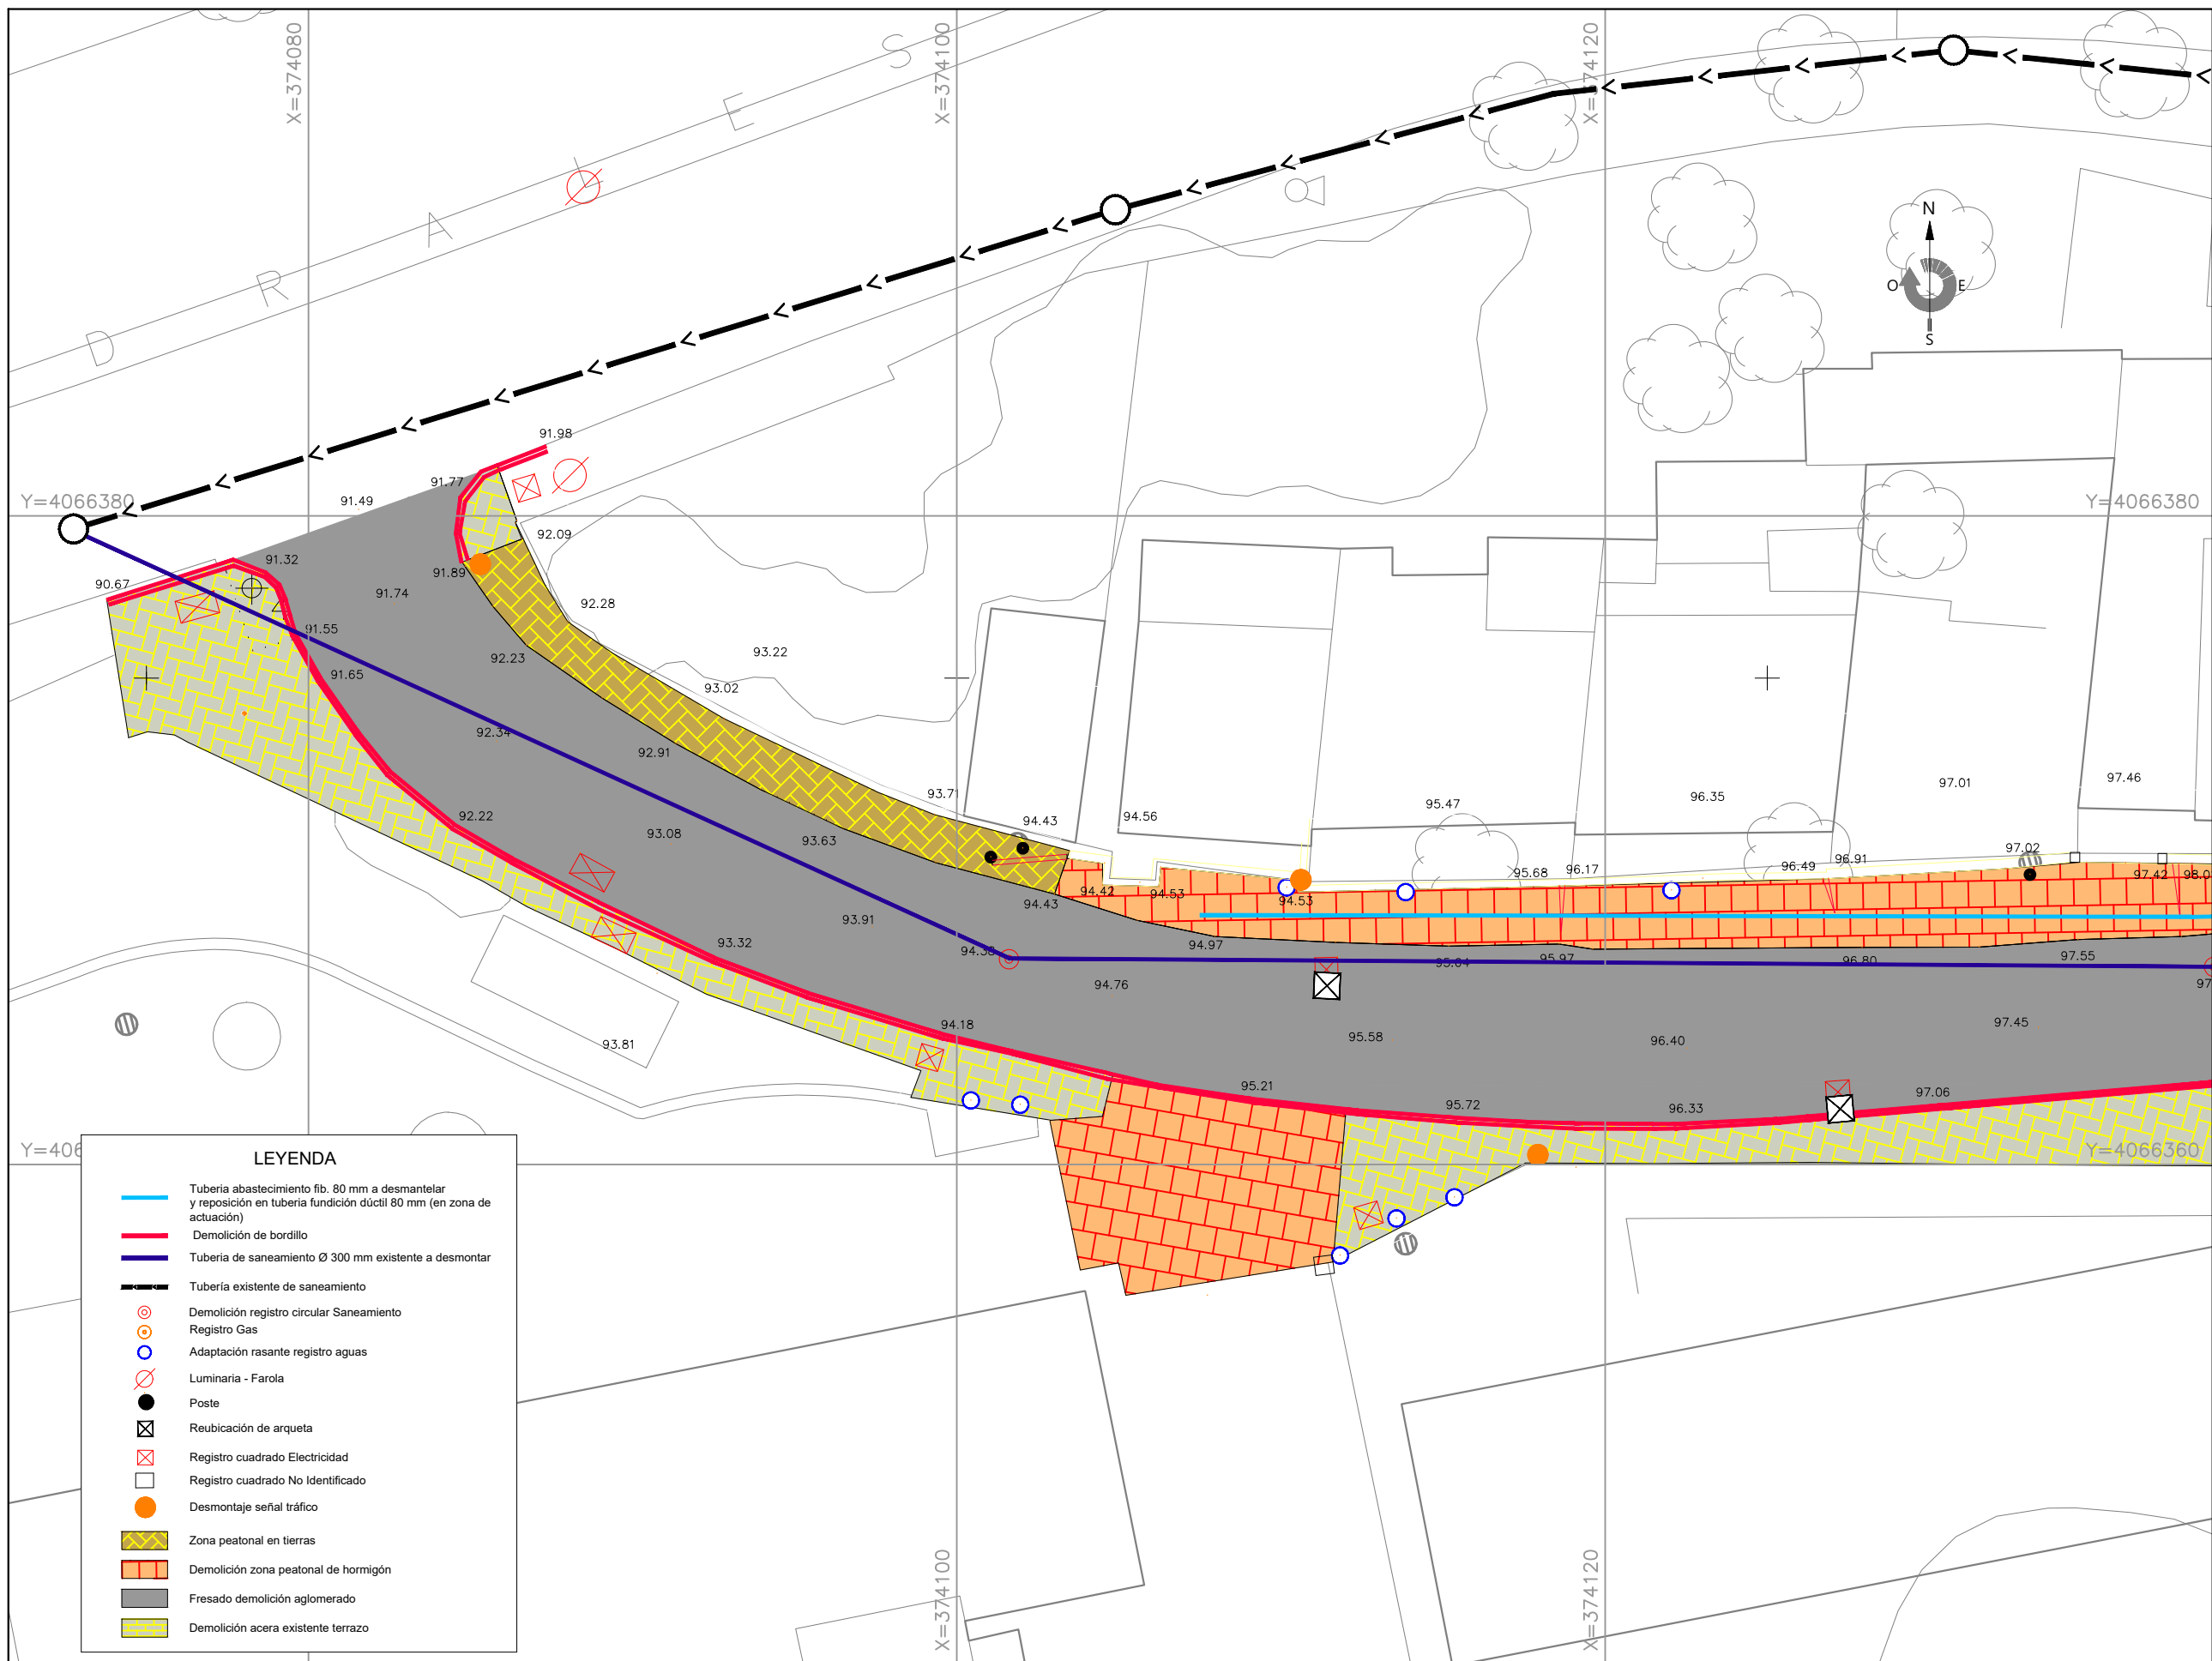 X=374080
X=374100
X=374120
D R A L E S
N
O E
S
91.98
91.77
91.49
Y=4066380
Y=4066380
92.09
91.32
91.89
90.67
91.74
92.28
91.55
93.22
92.23
91.65
93.02
92.34
92.91
97.46
97.01
93.71
96.35
95.47
94.56
94.43
92.22
93.08
93.63
97.02
96.91
96.49
96.17
95.68
97.42
94.42
94.53
94.53
94.43
93.91
93.32
94.97
94.38
95.97
96.80
97.55
94.76
94.18
93.81
95.58
96.40
97.45
95.21
95.72
96.33
97.06
Y=4066360
LEYENDA
Tuberia abastecimiento fib. 80 mm a desmantelar
y reposición en tuberia fundición dúctil 80 mm (en zona de
actuación)
Demolición de bordillo
Tuberia de saneamiento Ø 300 mm existente a desmontar
Tubería existente de saneamiento
Demolición registro circular Saneamiento
Registro Gas
Adaptación rasante registro aguas
Luminaria - Farola
Poste
Reubicación de arqueta
Registro cuadrado Electricidad
Registro cuadrado No Identificado
Desmontaje señal tráfico
Zona peatonal en tierras
Demolición zona peatonal de hormigón
Fresado demolición aglomerado
Demolición acera existente terrazo
X=374100
X=374120